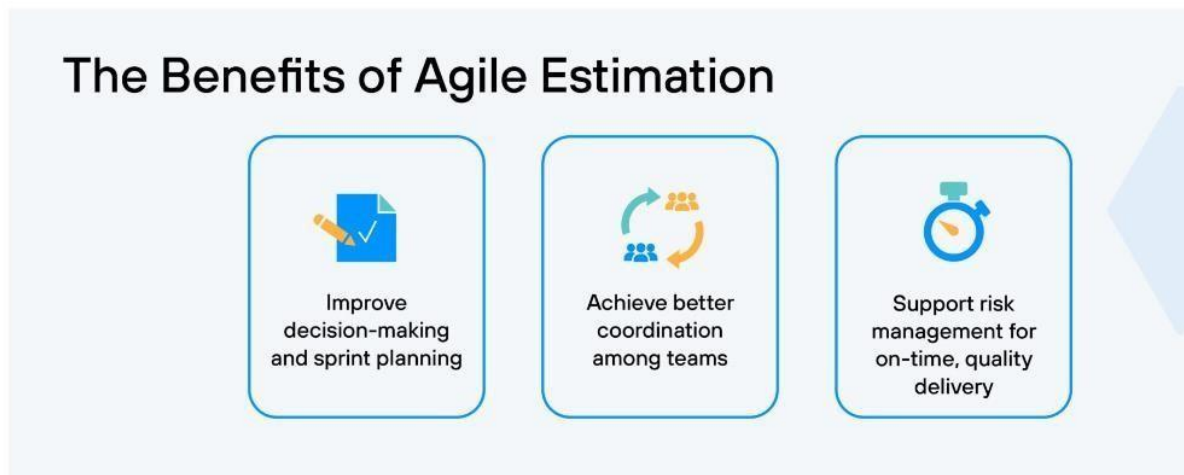 The Benefits of Agile Estimation
Improve
decision-making
and sprint planning
Achieve better
coordination
among teams
Support risk
management for
on-time, quality
delivery